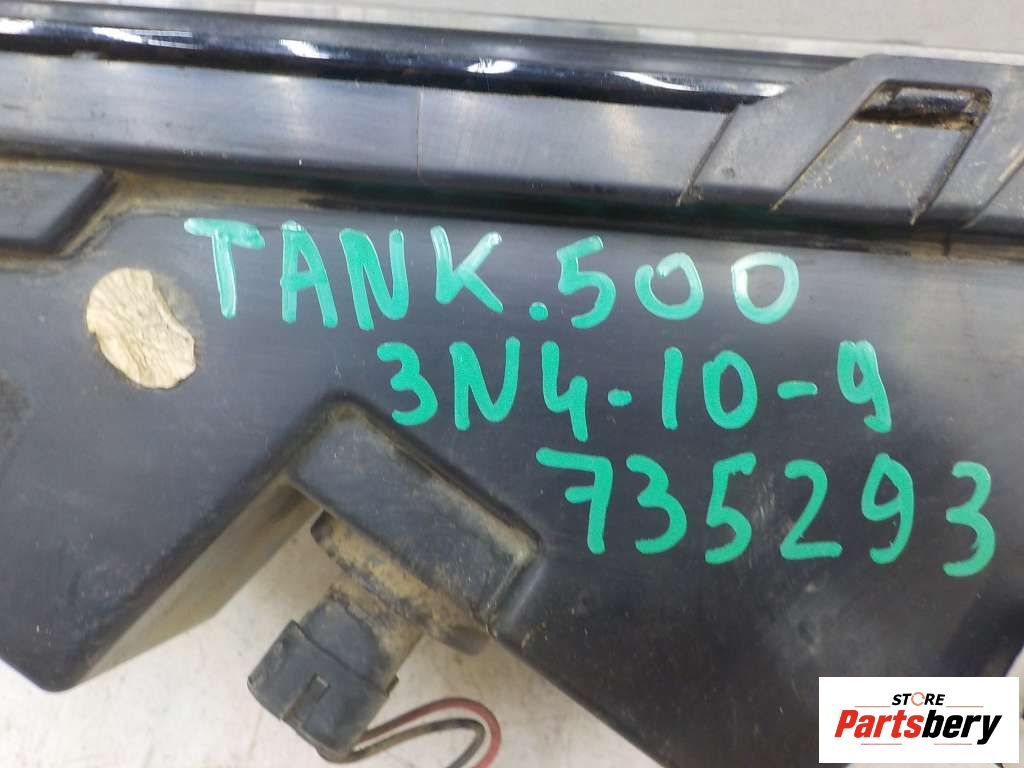 TANK.500
3N4-10-9
735293
STORE
Partsbery